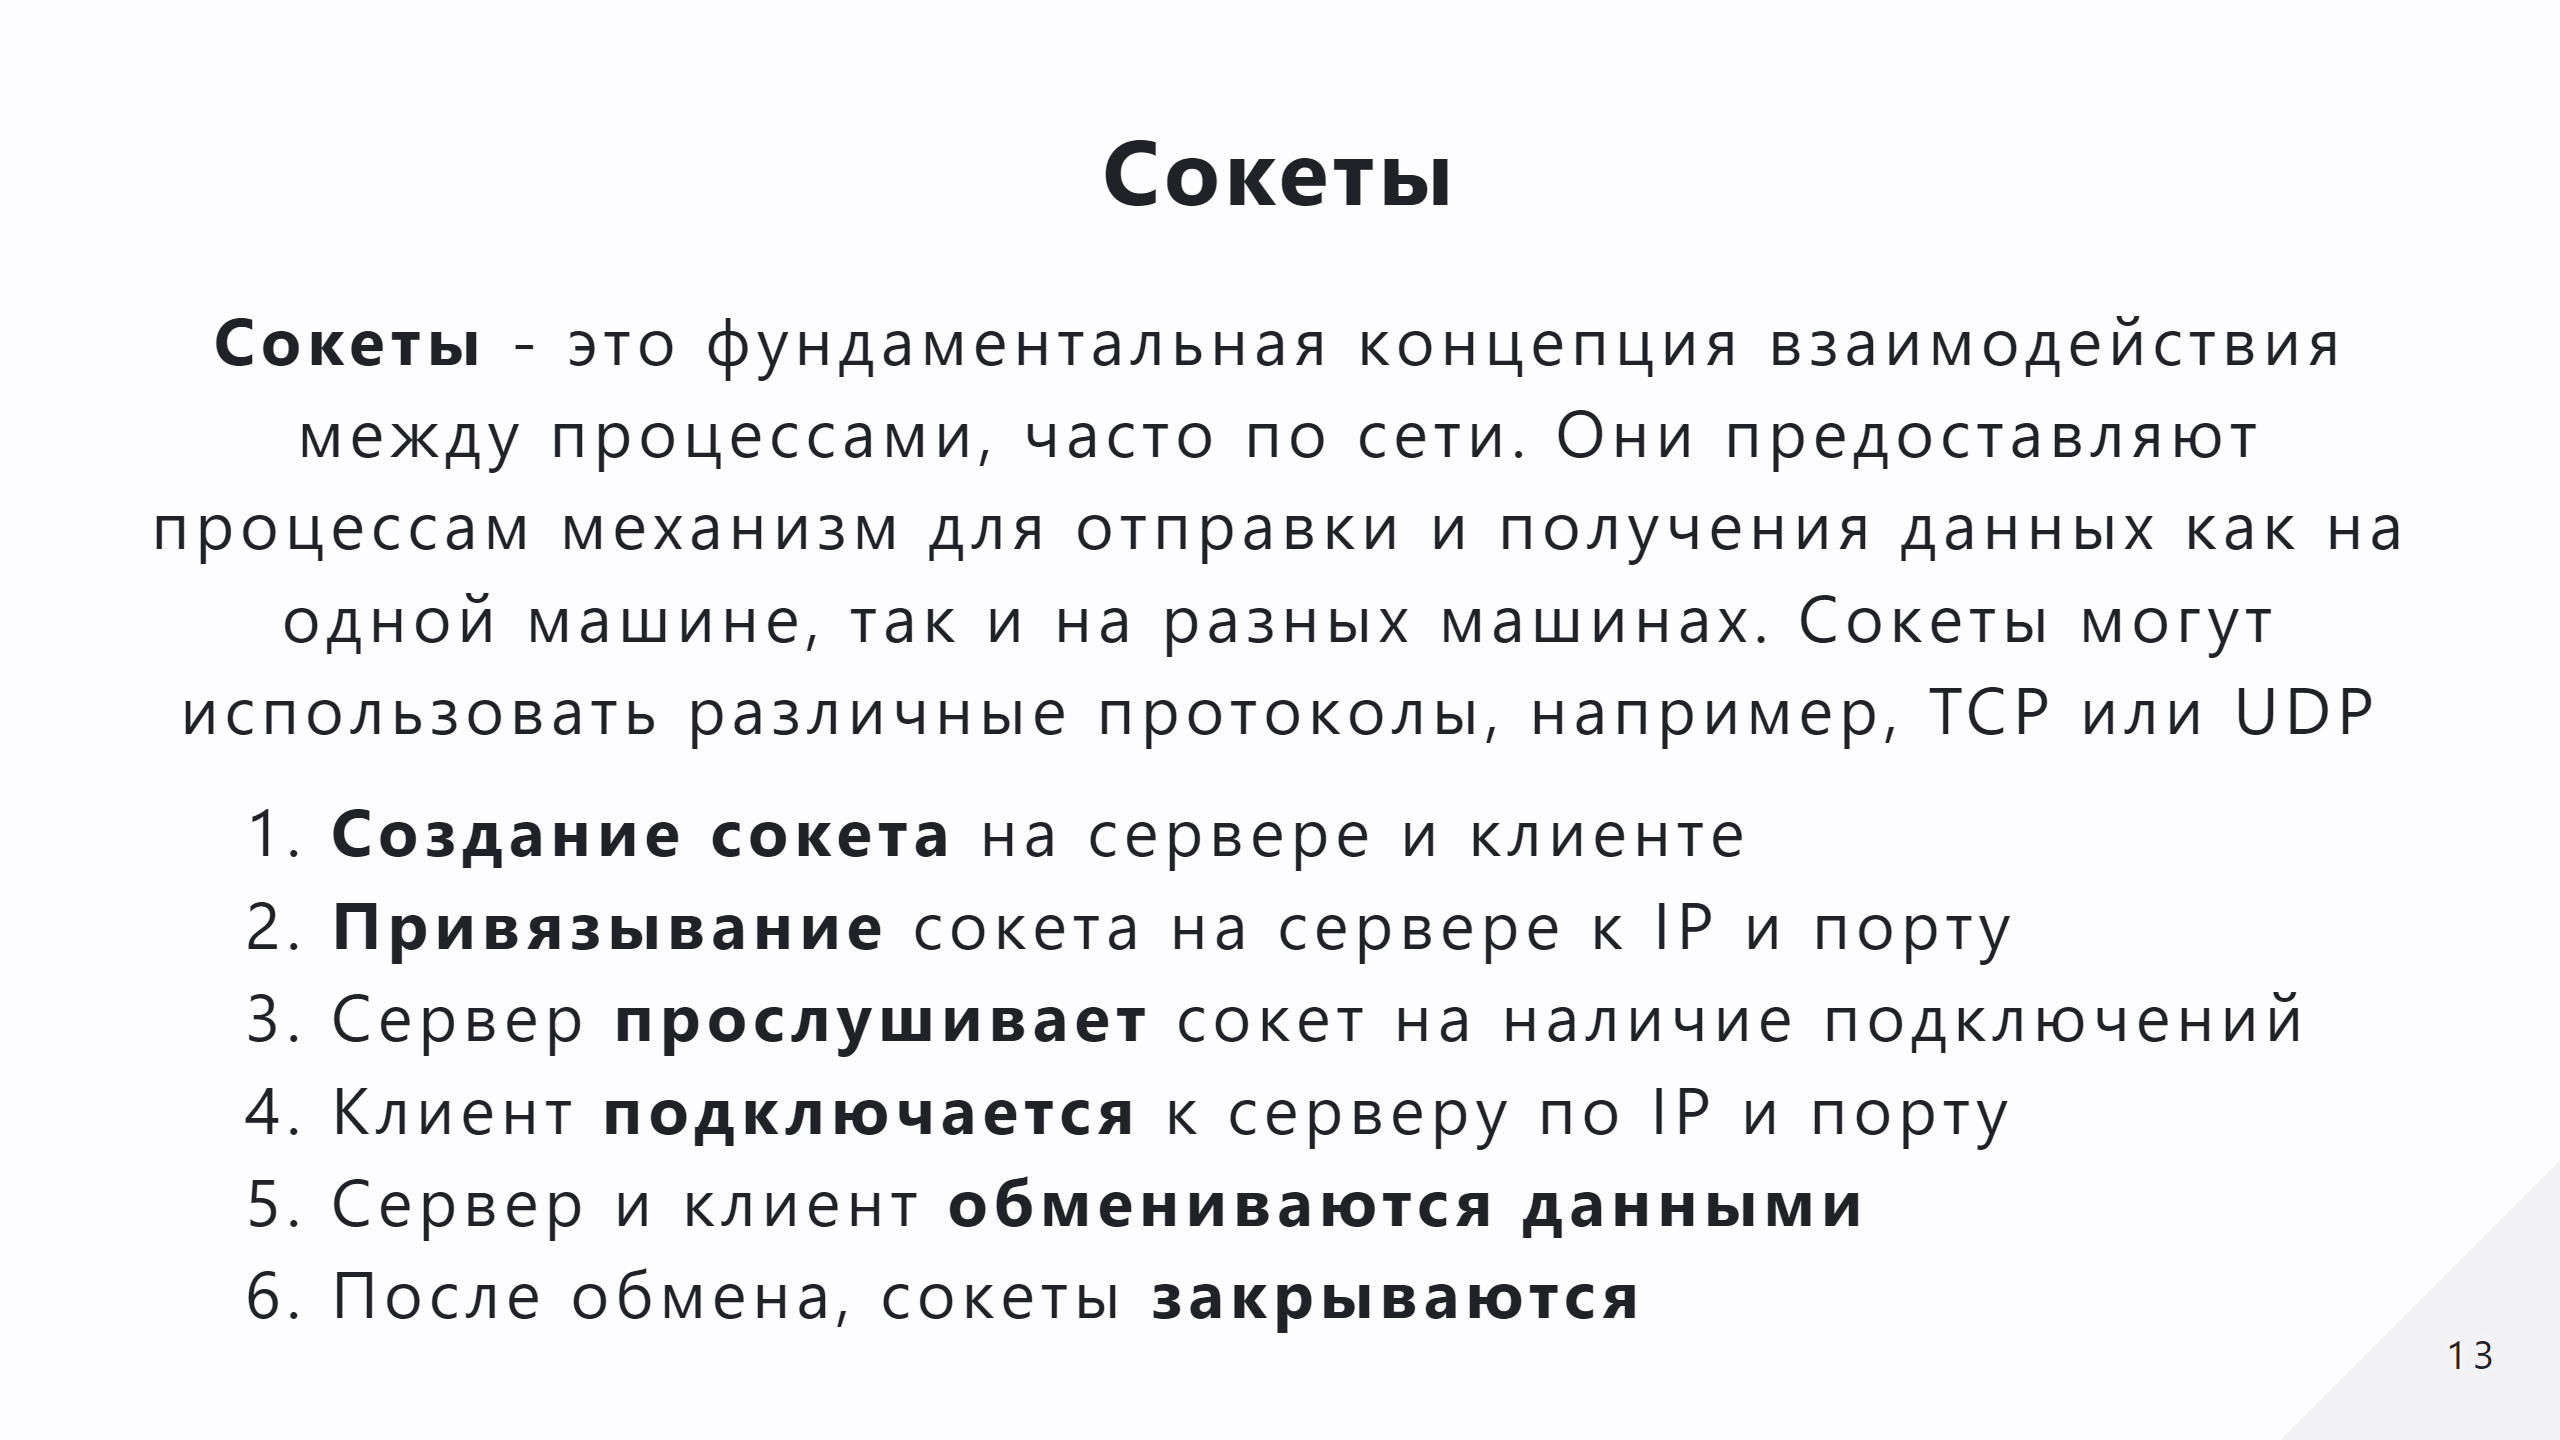 Сокеты
Сокеты - это фундаментальная концепция взаимодействия
между процессами, часто по сети. Они предоставляют
процессам механизм для отправки и получения данных как на
одной машине, так и на разных машинах. Сокеты могут
использовать различные протоколы, например, TCP или UDP
1. Создание сокета на сервере и клиенте
2. Привязывание сокета на сервере к IP и порту
3. Сервер прослушивает сокет на наличие подключений
4. Клиент подключается к серверу по IP и порту
5. Сервер и клиент обмениваются данными
6. После обмена, сокеты закрываются
13